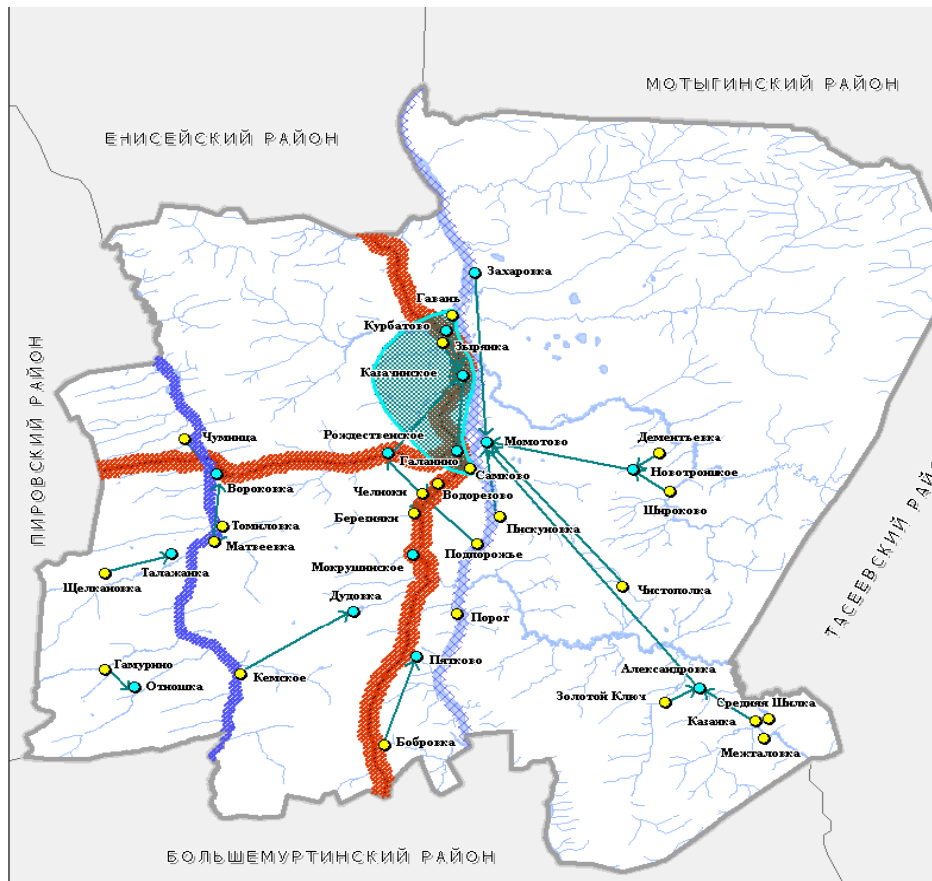 МОТЫГИНСКИЙ РАЙОН
ЕНИСЕЙСКИЙ РАЙОН
Захаровка
Гавань
Курбатово
Зырянка
Казачинское
ПИРОВСКИЙ РАЙОН
Чумница
Рождественское
Момотово
Дементьевка
Галанино
Новотроицкое
Самково
Вороковка
Челноки
Водорезово
Широково
Березняки
Томиловка
Пискуновка
Матвеевка
Подпорожье
Талажанка
Мокрушинское
Щелкановка
Чистополка
Дудовка
Порог
ТАСЕЕВСКИЙ РАЙ
Гамурино
Пятково
Александровка
Отношка
Кемское
Золотой Ключ
Средняя Шилка
Казанка
Бобровка
Межталовка
БОЛЬШЕМУРТИНСКИЙ РАЙОН